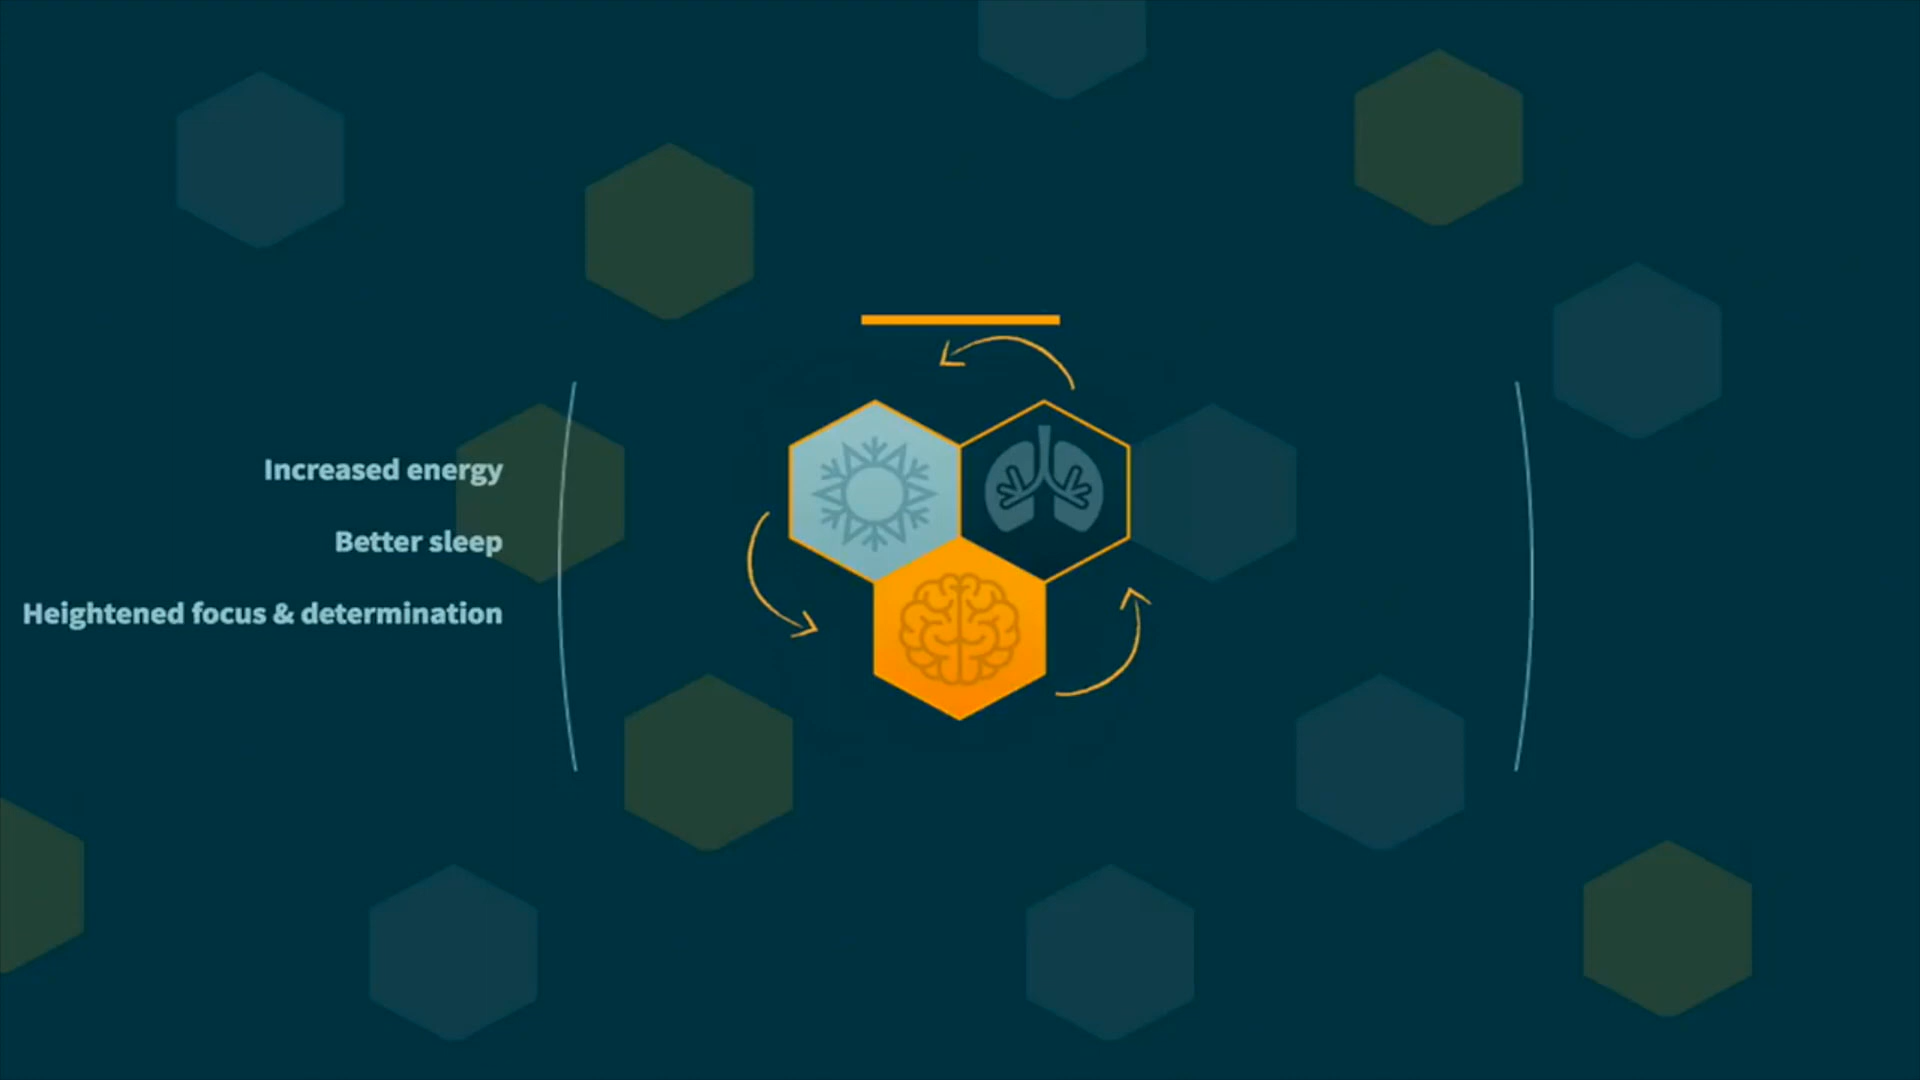 Increased energy
Better sleep
Heightened focus & determination